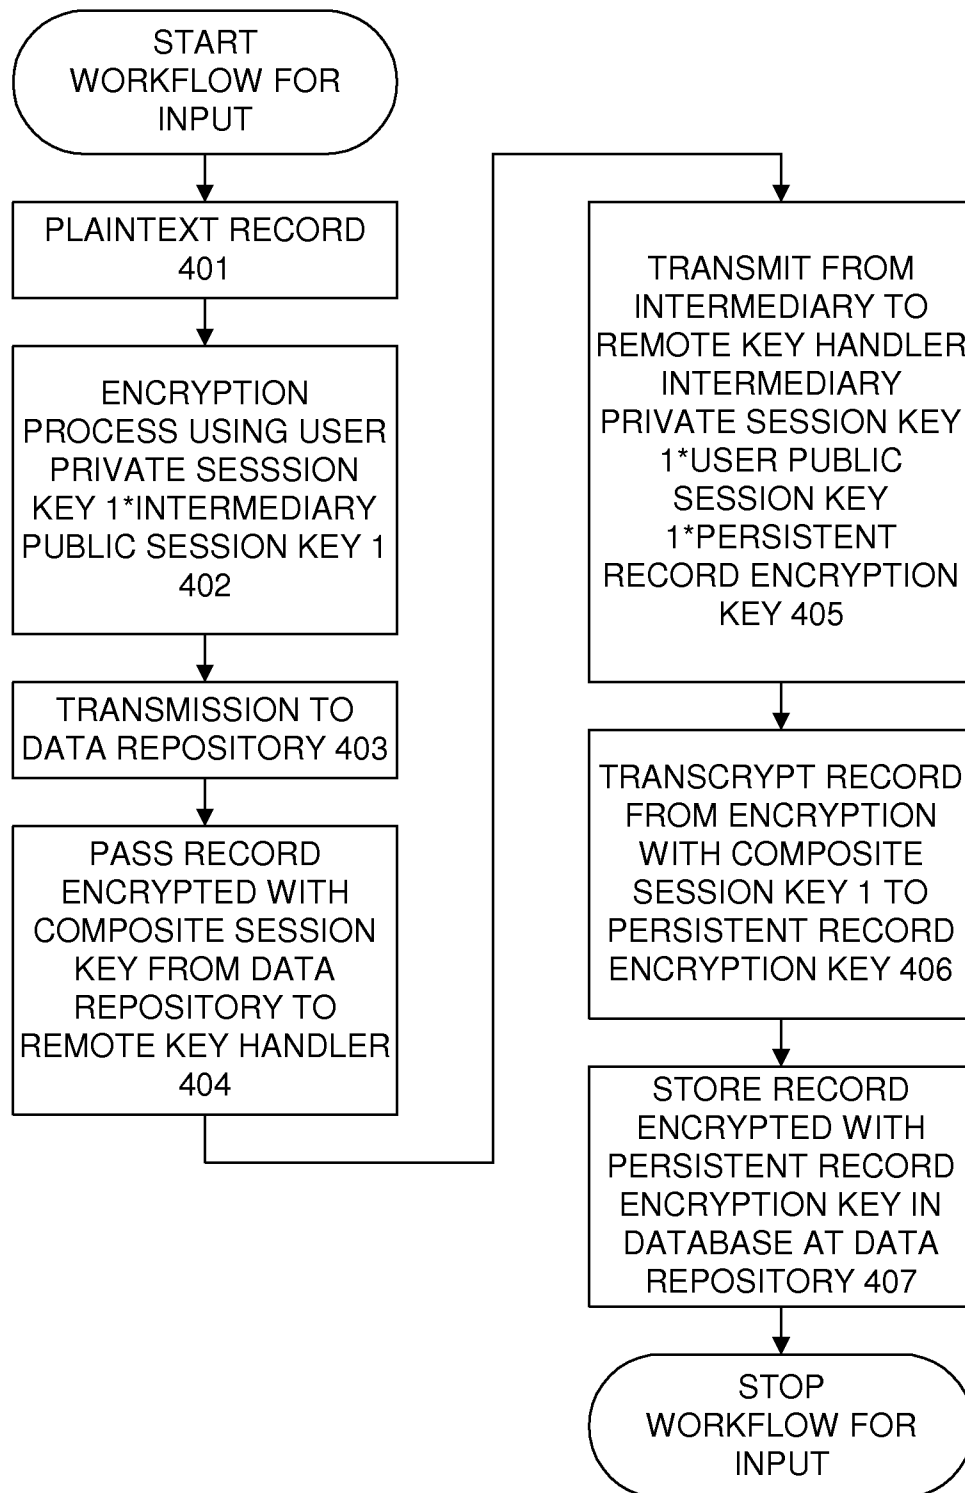 START
WORKFLOW FOR
INPUT
PLAINTEXT RECORD
401
ENCRYPTION
PROCESS USING USER
PRIVATE SESSSION
KEY 1*INTERMEDIARY
PUBLIC SESSION KEY 1
402
TRANSMISSION TO
DATA REPOSITORY 403
PASS RECORD
ENCRYPTED WITH
COMPOSITE SESSION
KEY FROM DATA
REPOSITORY TO
REMOTE KEY HANDLER
404
TRANSMIT FROM
INTERMEDIARY TO
REMOTE KEY HANDLER
INTERMEDIARY
PRIVATE SESSION KEY
1*USER PUBLIC
SESSION KEY
1*PERSISTENT
RECORD ENCRYPTION
KEY 405
TRANSCRYPT RECORD
FROM ENCRYPTION
WITH COMPOSITE
SESSION KEY 1 TO
PERSISTENT RECORD
ENCRYPTION KEY 406
STORE RECORD
ENCRYPTED WITH
PERSISTENT RECORD
ENCRYPTION KEY IN
DATABASE AT DATA
REPOSITORY 407
STOP
WORKFLOW FOR
INPUT